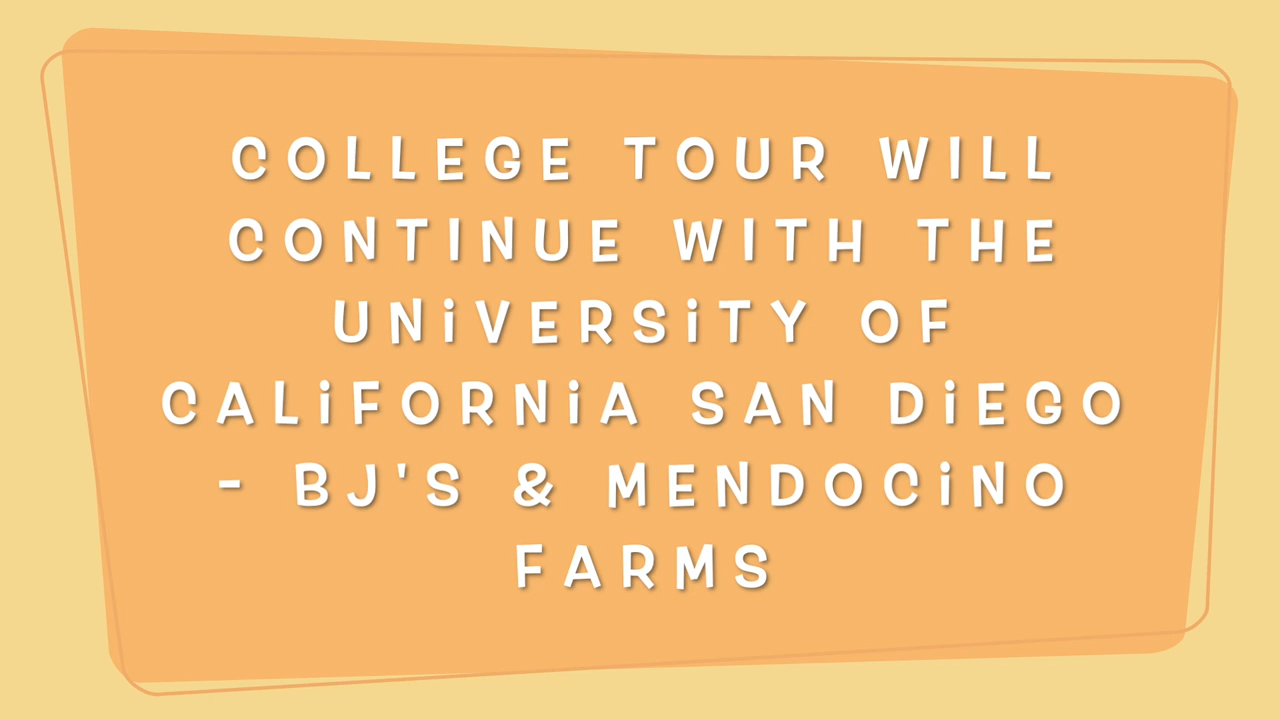 COLLEGE TOUR WILL
CONTINUE WITH THE
UNiVERSiTY OF
CALiFORNiA SAN DiEGO
- BJ'S & MENDOCiNO
FARMS